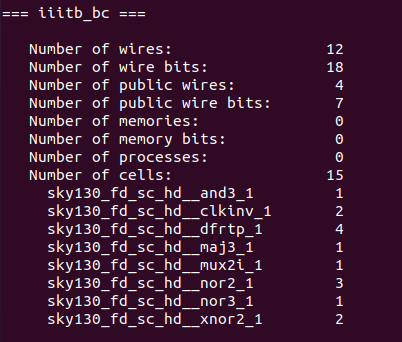 === iiitb_bc ===
Number of wires: 12
Number of wire bits: 18
Number of public wires: 4
Number of public wire bits: 7
Number of memories: 0
Number of memory bits: 0
Number of processes: 0
Number of cells: 15
sky130_fd_sc_hd__and3_1 1
sky130_fd_sc_hd__clkinv_1 2
sky130_fd_sc_hd__dfrtp_1 4
sky130_fd_sc_hd__maj3_1 1
sky130_fd_sc_hd__mux2i_1 1
sky130_fd_sc_hd__nor2_1 3
sky130_fd_sc_hd__nor3_1 1
sky130_fd_sc_hd__xnor2_1 2